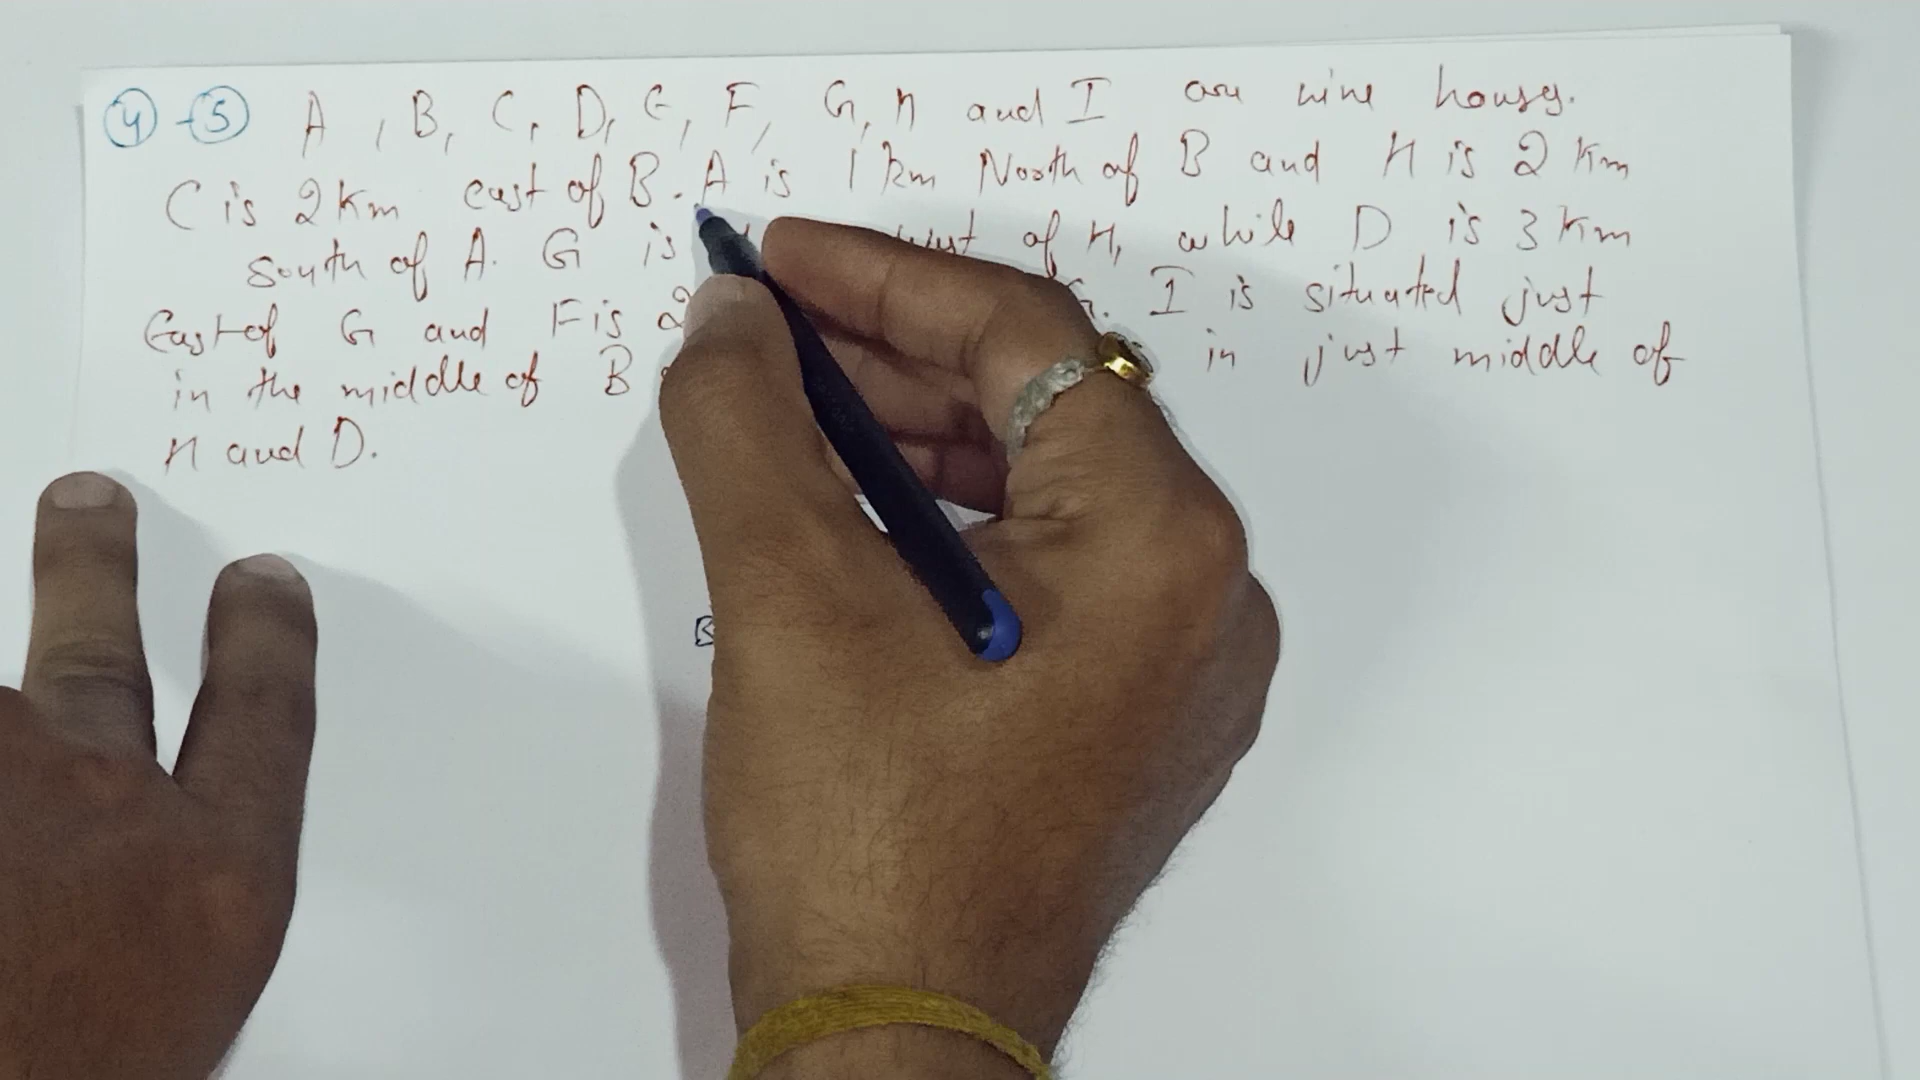 4 - 5 A, B, C, D, E, F, G, H and I are nine houses.
C is 2 km east of B. A is 1 km North of B and H is 2 km
south of A. G is west of H, while D is 3 km
East of G and F is 2 G. I is situated just
in the middle of B in just middle of
H and D.
B